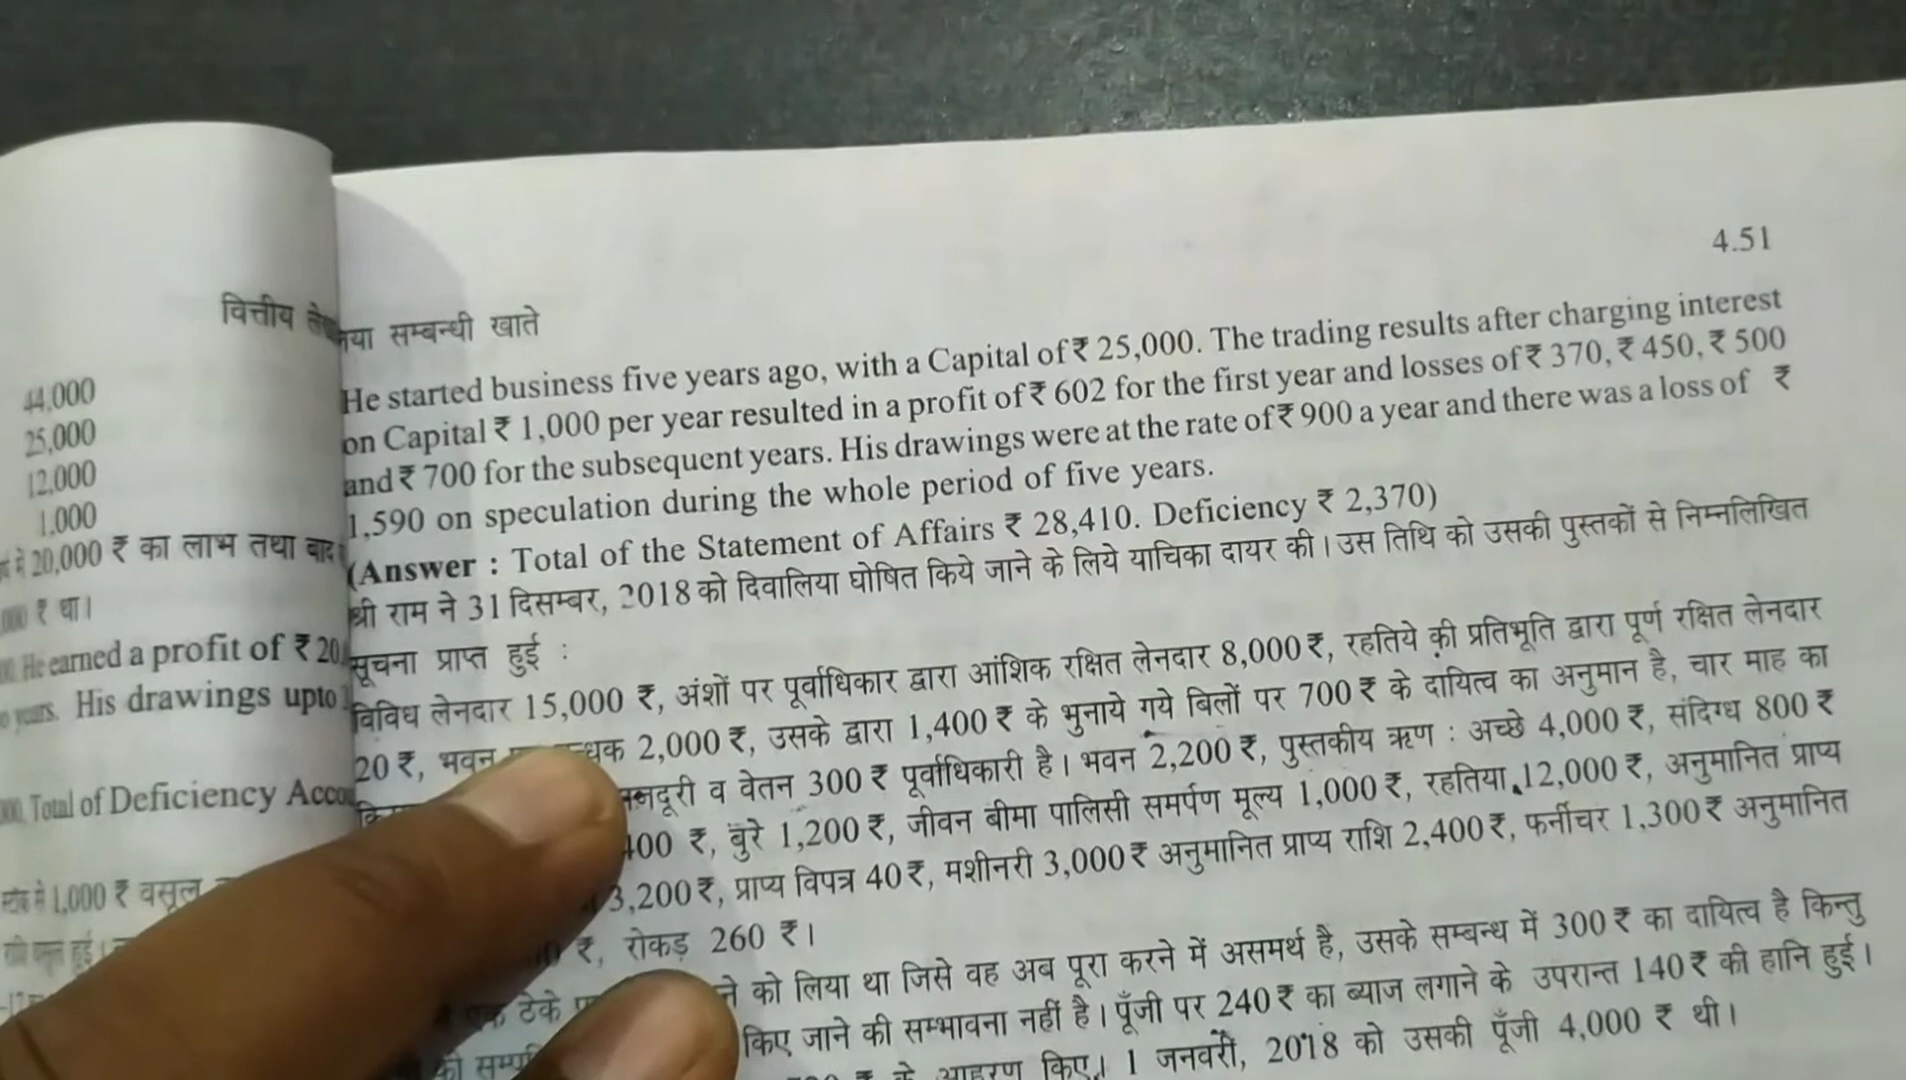 4.51
वित्तीय
44,000
25,000
12,000
1,000
में 20,000 ₹ का लाभ तथा बाद
₹ था।
He earned a profit of ₹ 20,
years. His drawings upto
Total of Deficiency Acco
में 1,000 ₹ वसूल
सम्बन्धी खाते
He started business five years ago, with a Capital of ₹ 25,000. The trading results after charging interest
on Capital ₹ 1,000 per year resulted in a profit of ₹ 602 for the first year and losses of ₹ 370, ₹ 450, ₹ 500
and ₹ 700 for the subsequent years. His drawings were at the rate of ₹ 900 a year and there was a loss of ₹
1,590 on speculation during the whole period of five years.
(Answer : Total of the Statement of Affairs ₹ 28,410. Deficiency ₹ 2,370)
श्री राम ने 31 दिसम्बर, 2018 को दिवालिया घोषित किये जाने के लिये याचिका दायर की। उस तिथि को उसकी पुस्तकों से निम्नलिखित
सूचना प्राप्त हुई :
विविध लेनदार 15,000 ₹, अंशों पर पूर्वाधिकार द्वारा आंशिक रक्षित लेनदार 8,000 ₹, रहतिये की प्रतिभूति द्वारा पूर्ण रक्षित लेनदार
20 ₹, भवन 2,000 ₹, उसके द्वारा 1,400 ₹ के भुनाये गये बिलों पर 700 ₹ के दायित्व का अनुमान है, चार माह का
व वेतन 300 ₹ पूर्वाधिकारी है। भवन 2,200 ₹, पुस्तकीय ऋण : अच्छे 4,000 ₹, संदिग्ध 800 ₹
400 ₹, बुरे 1,200 ₹, जीवन बीमा पालिसी समर्पण मूल्य 1,000 ₹, रहतिया 12,000 ₹, अनुमानित प्राप्य
3,200 ₹, प्राप्य विपत्र 40 ₹, मशीनरी 3,000 ₹ अनुमानित प्राप्य राशि 2,400 ₹, फर्नीचर 1,300 ₹ अनुमानित
₹, रोकड़ 260 ₹।
एक ठेके को लिया था जिसे वह अब पूरा करने में असमर्थ है, उसके सम्बन्ध में 300 ₹ का दायित्व है किन्तु
किए जाने की सम्भावना नहीं है। पूँजी पर 240 ₹ का ब्याज लगाने के उपरान्त 140 ₹ की हानि हुई।
₹ के आहरण किए। 1 जनवरी, 2018 को उसकी पूँजी 4,000 ₹ थी।